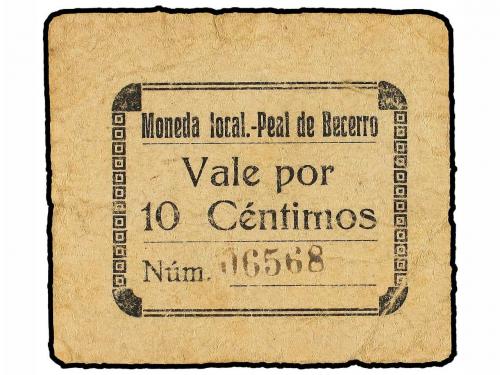 Moneda local.-Peal de Becerro
Vale por
10 Céntimos
Núm. 06568